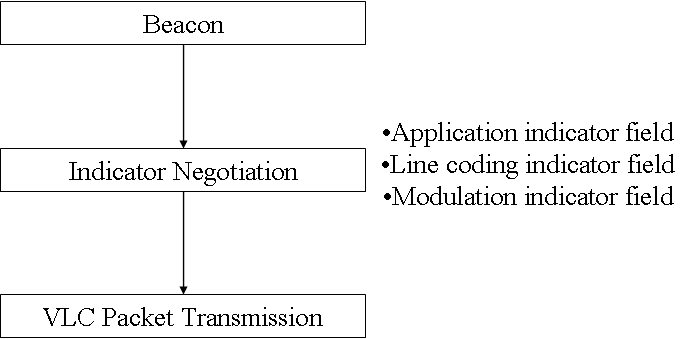 Beacon
Indicator Negotiation
•Application indicator field
•Line coding indicator field
•Modulation indicator field
VLC Packet Transmission